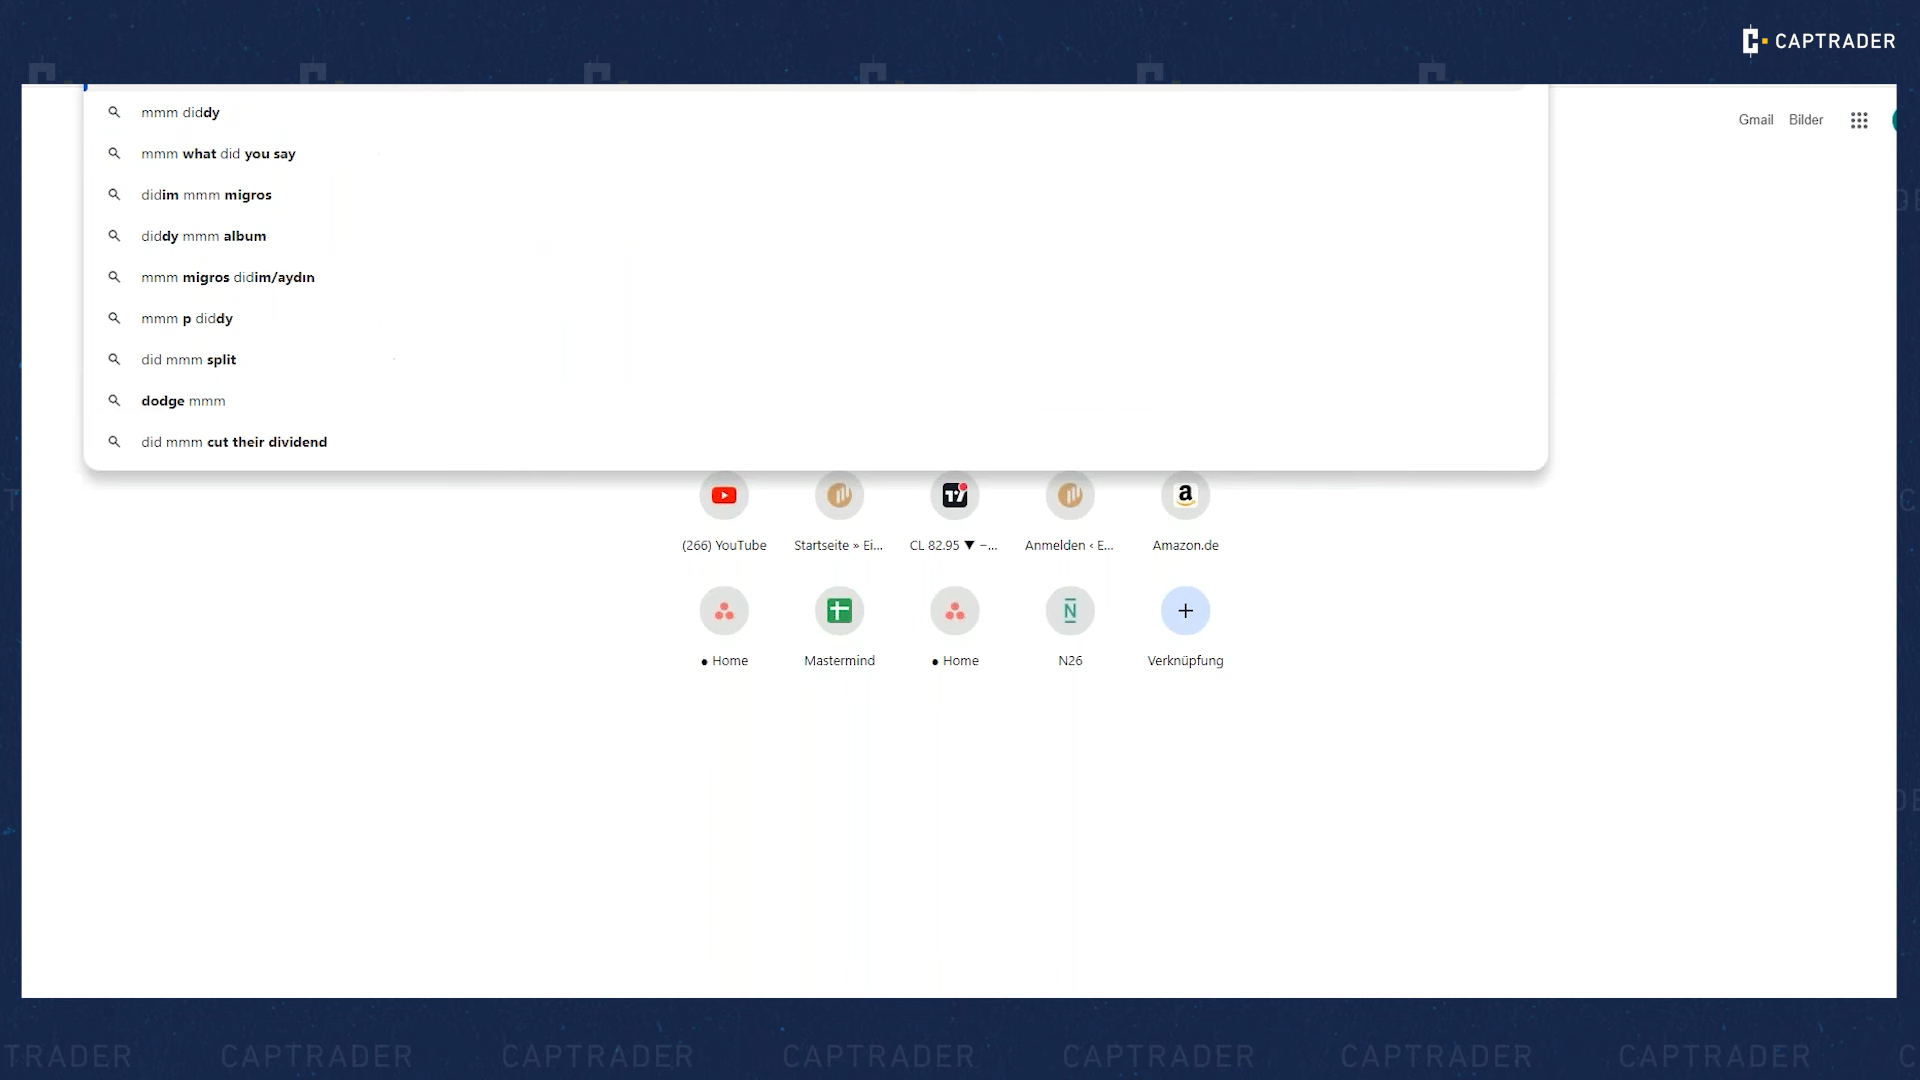 CAPTRADER
mmm diddy
Gmail Bilder
mmm what did you say
didim mmm migros
diddy mmm album
mmm migros didim/aydın
mmm p diddy
did mmm split
dodge mmm
did mmm cut their dividend
(266) YouTube
Startseite » Ei...
CL 82.95 ▼ −...
Anmelden ‹ E...
Amazon.de
● Home
Mastermind
● Home
N26
Verknüpfung
TRADER CAPTRADER CAPTRADER CAPTRADER CAPTRADER CAPTRADER CAPTRADER